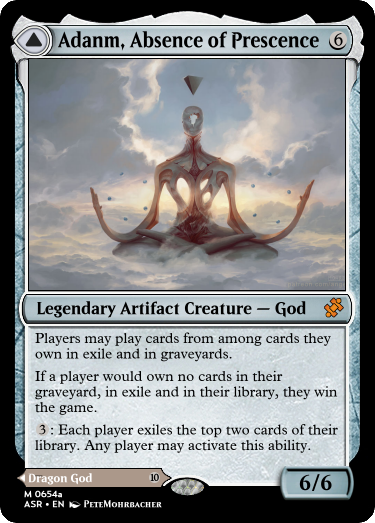 Adanm, Absence of Prescence 6
Legendary Artifact Creature — God
Players may play cards from among cards they
own in exile and in graveyards.
If a player would own no cards in their
graveyard, in exile and in their library, they win
the game.
3 : Each player exiles the top two cards of their
library. Any player may activate this ability.
Dragon God 10
6/6
M 0654a
ASR • EN PeteMohrbacher